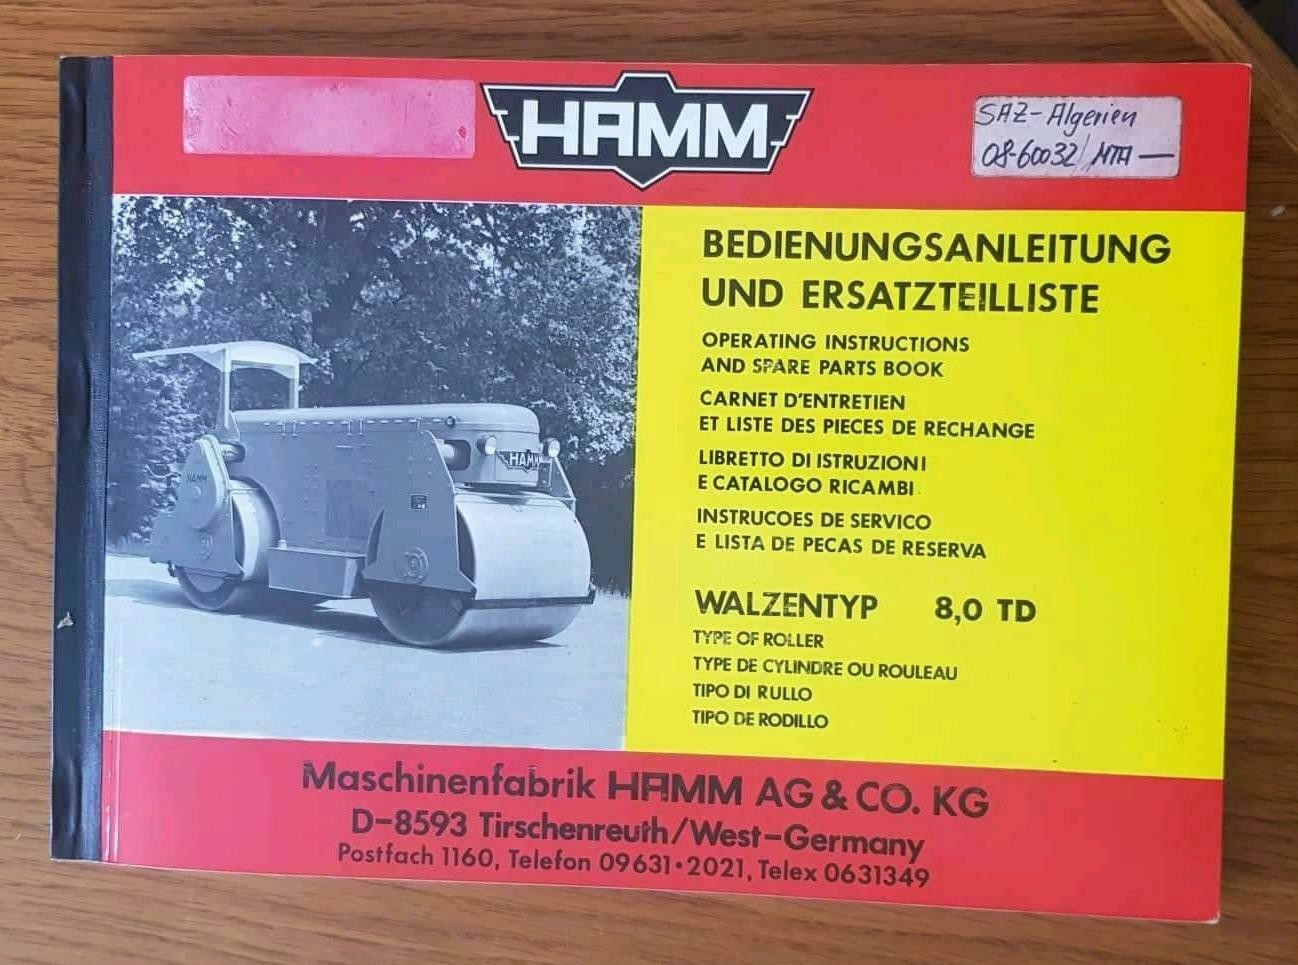 HAMM
SAZ-Algerien
08-60032/MTA —
BEDIENUNGSANLEITUNG
UND ERSATZTEILLISTE
OPERATING INSTRUCTIONS
AND SPARE PARTS BOOK
CARNET D'ENTRETIEN
ET LISTE DES PIECES DE RECHANGE
LIBRETTO DI ISTRUZIONI
E CATALOGO RICAMBI
INSTRUCOES DE SERVICO
E LISTA DE PECAS DE RESERVA
HAMM
HAMM
WALZENTYP 8,0 TD
TYPE OF ROLLER
TYPE DE CYLINDRE OU ROULEAU
TIPO DI RULLO
TIPO DE RODILLO
Maschinenfabrik HAMM AG & CO. KG
D-8593 Tirschenreuth/West-Germany
Postfach 1160, Telefon 09631•2021, Telex 0631349